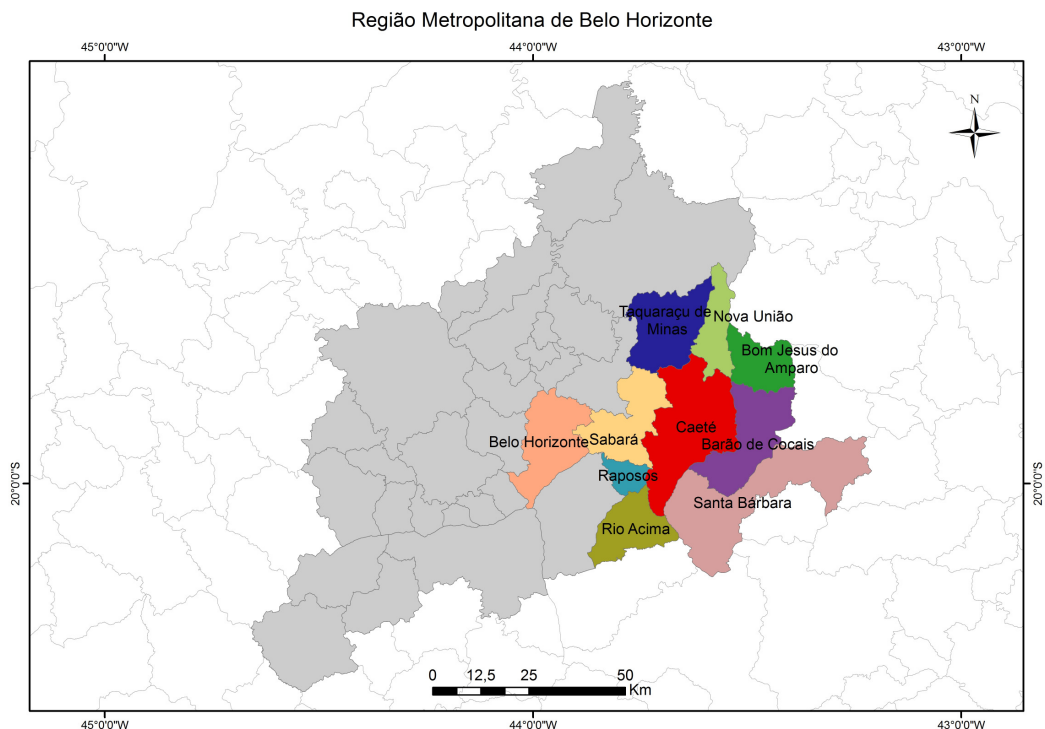 Região Metropolitana de Belo Horizonte
45°0'0"W
44°0'0"W
43°0'0"W
N
Taquaraçu de
Minas
Nova União
Bom Jesus do
Amparo
Caeté
Belo Horizonte
Sabará
Barão de Cocais
Raposos
20°0'0"S
20°0'0"S
Santa Bárbara
Rio Acima
0 12,5 25 50
Km
45°0'0"W
44°0'0"W
43°0'0"W